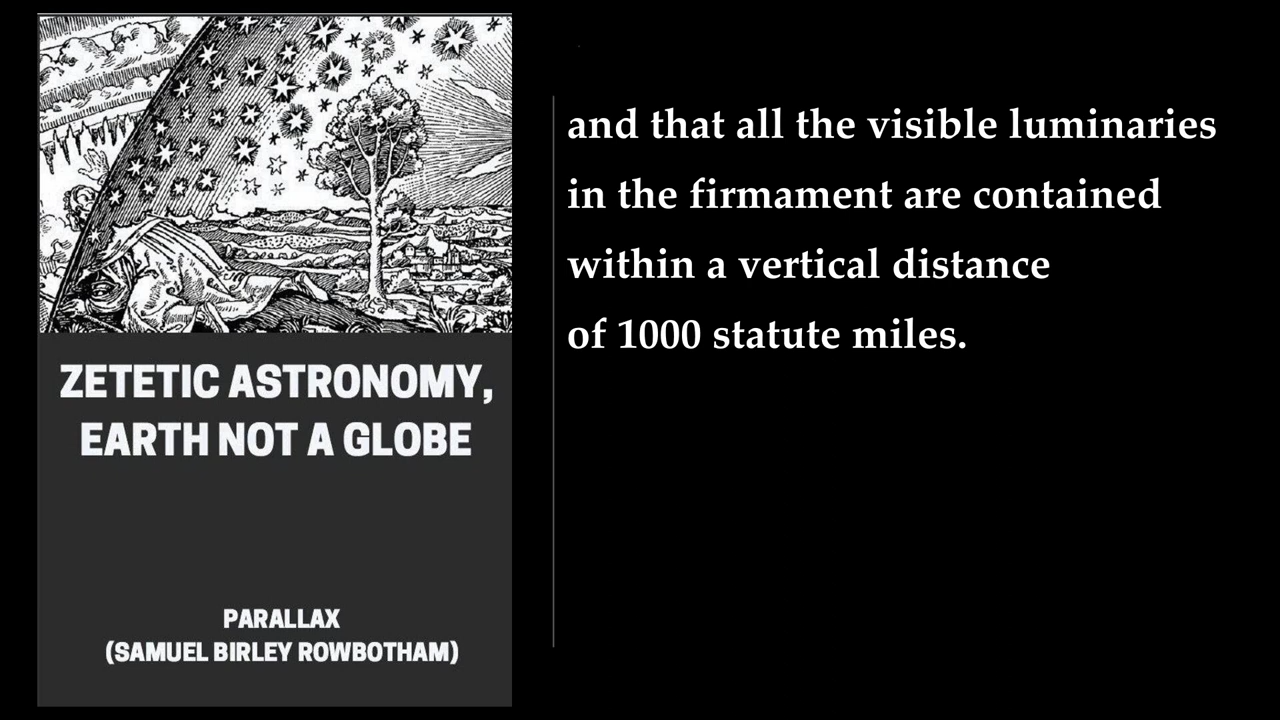 ZETETIC ASTRONOMY,
EARTH NOT A GLOBE
PARALLAX
(SAMUEL BIRLEY ROWBOTHAM)
and that all the visible luminaries
in the firmament are contained
within a vertical distance
of 1000 statute miles.